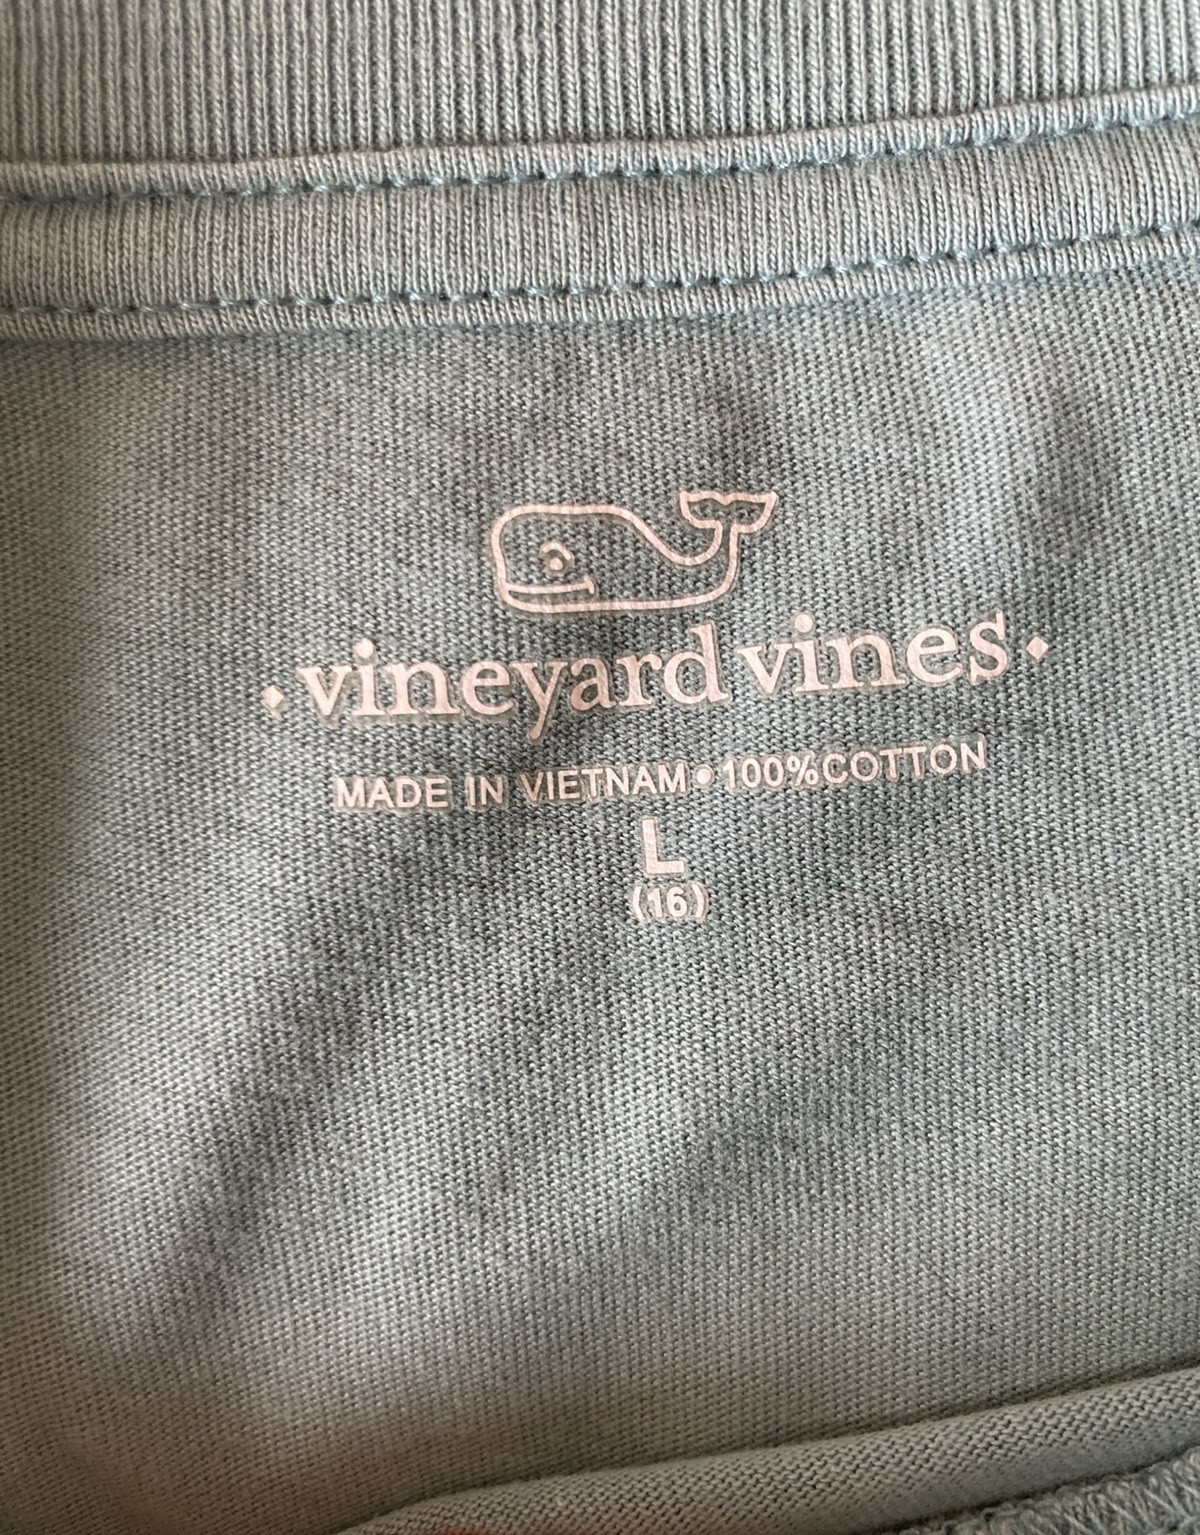 • vineyard vines •
MADE IN VIETNAM • 100%COTTON
L
(16)